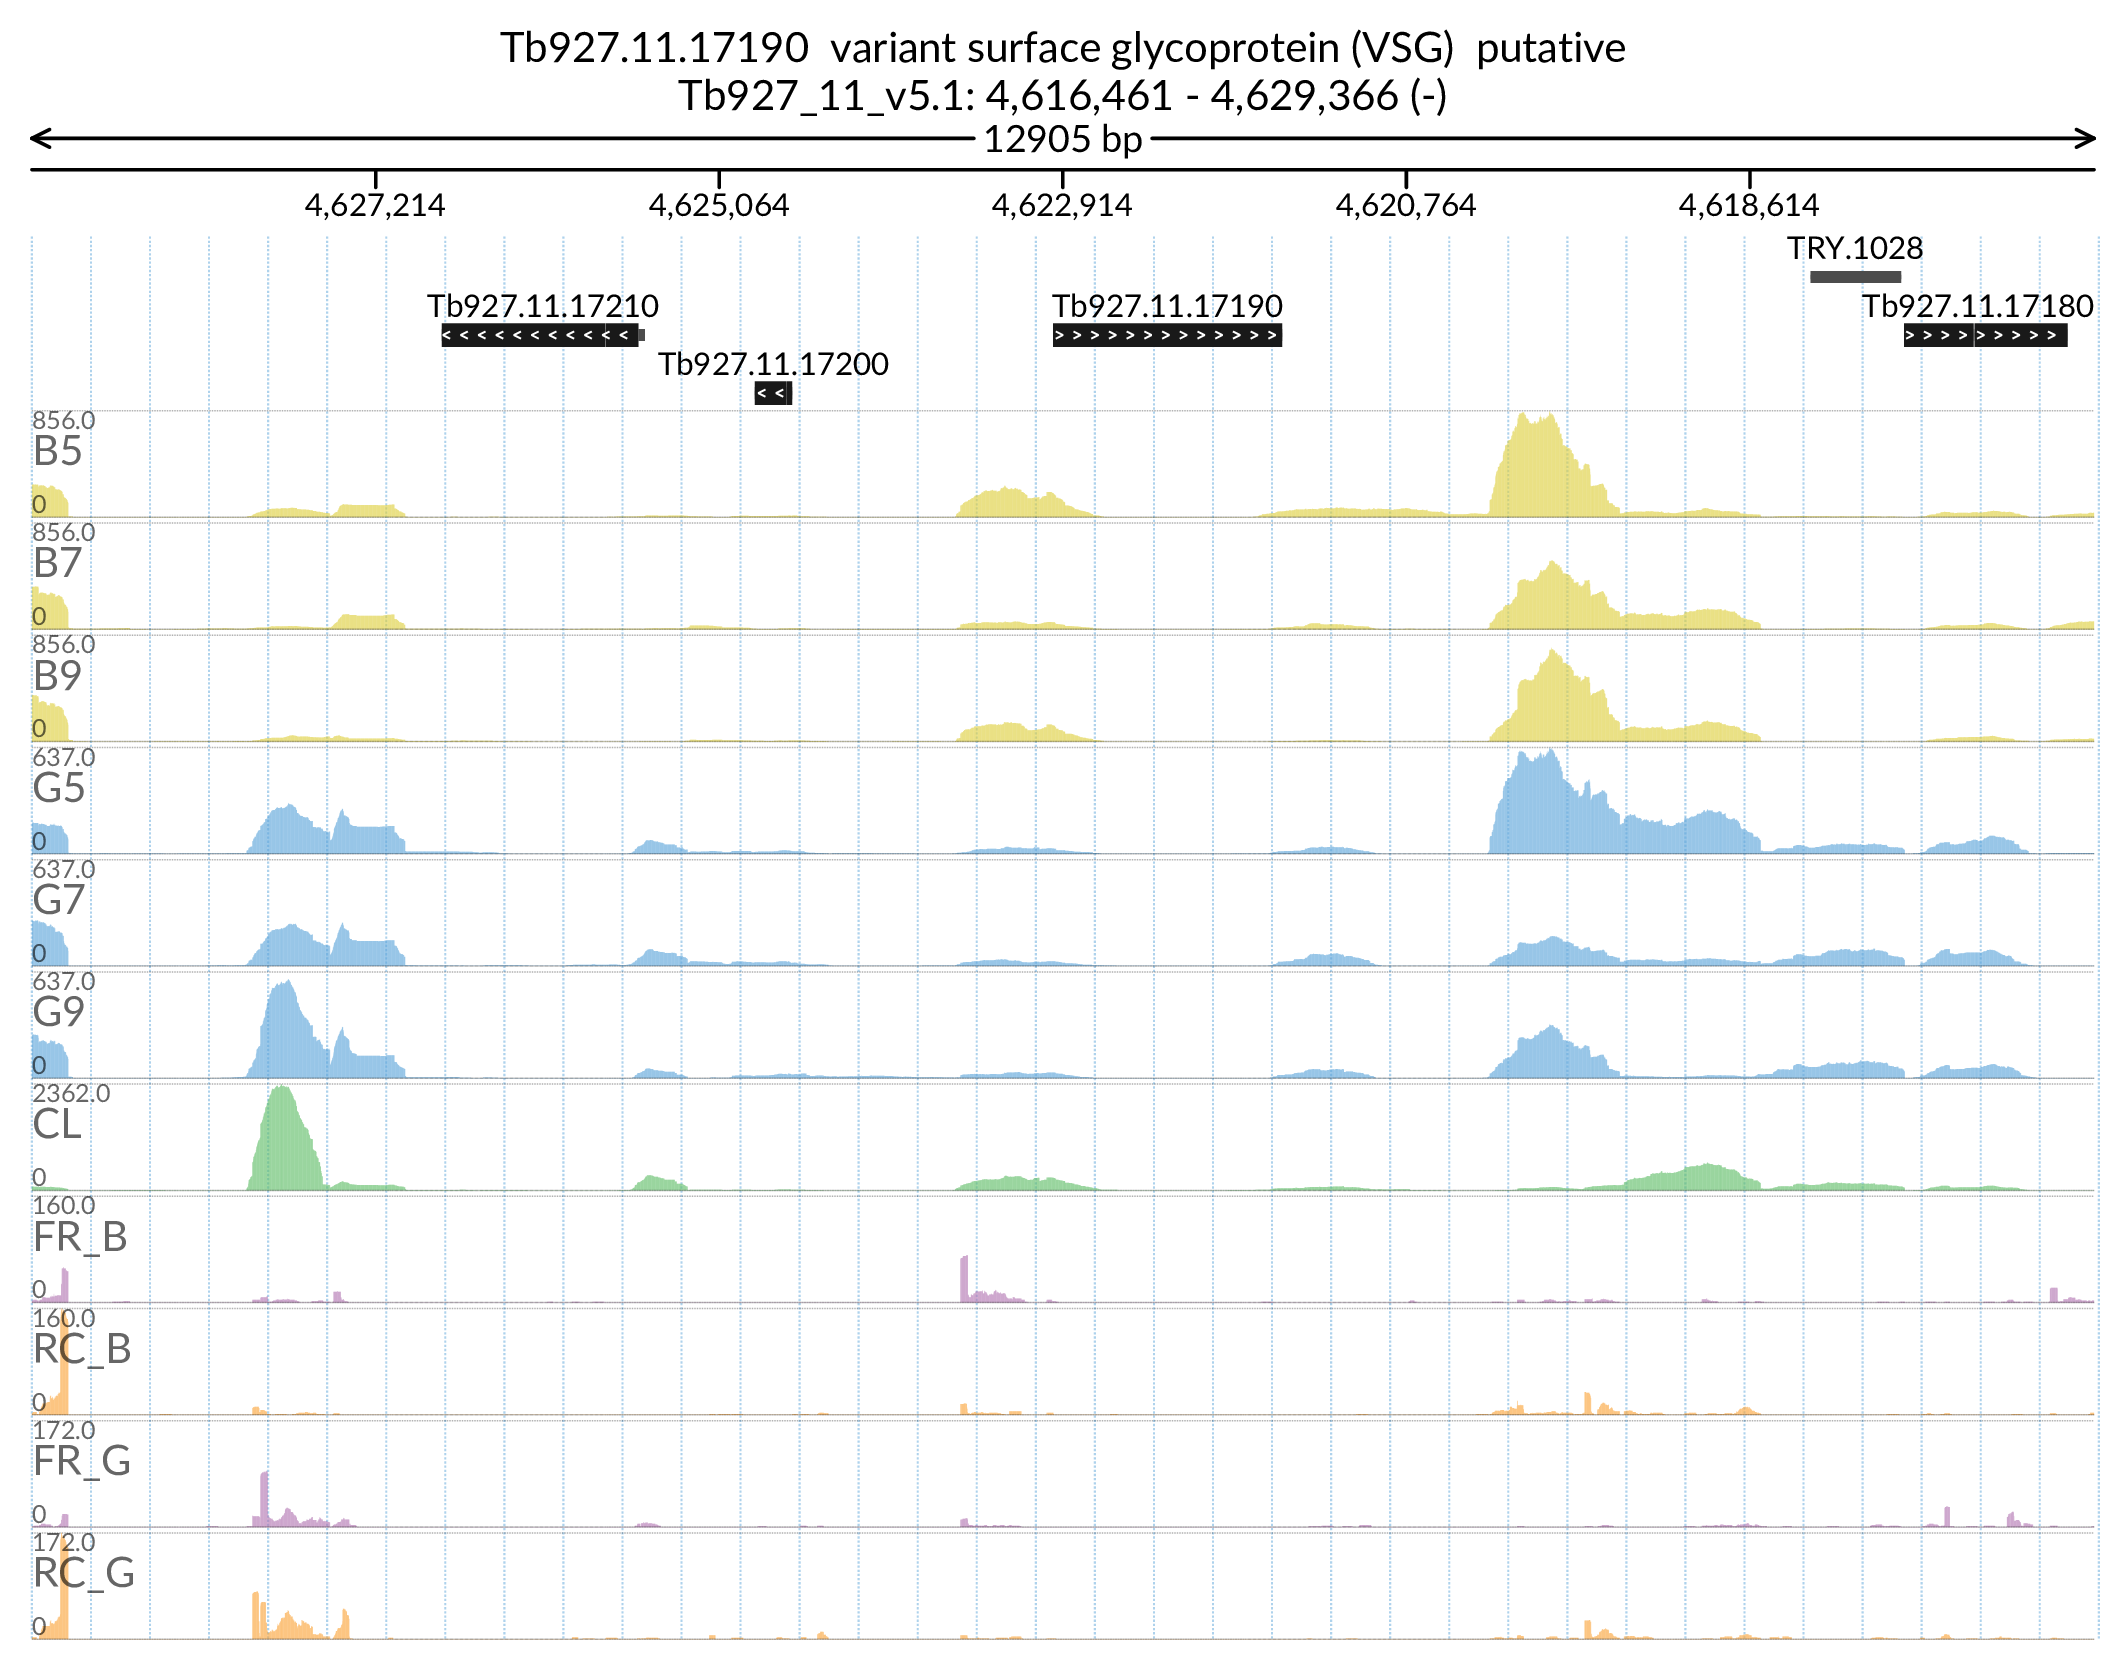 Tb927.11.17190  variant surface glycoprotein (VSG)  putative
Tb927_11_v5.1: 4,616,461 - 4,629,366 (-)
12905 bp
4,627,214 4,625,064 4,622,914 4,620,764 4,618,614
TRY.1028
Tb927.11.17210 Tb927.11.17190 Tb927.11.17180
Tb927.11.17200
856.0
B5
0
856.0
B7
0
856.0
B9
0
637.0
G5
0
637.0
G7
0
637.0
G9
0
2362.0
CL
0
160.0
FR_B
0
160.0
RC_B
0
172.0
FR_G
0
172.0
RC_G
0